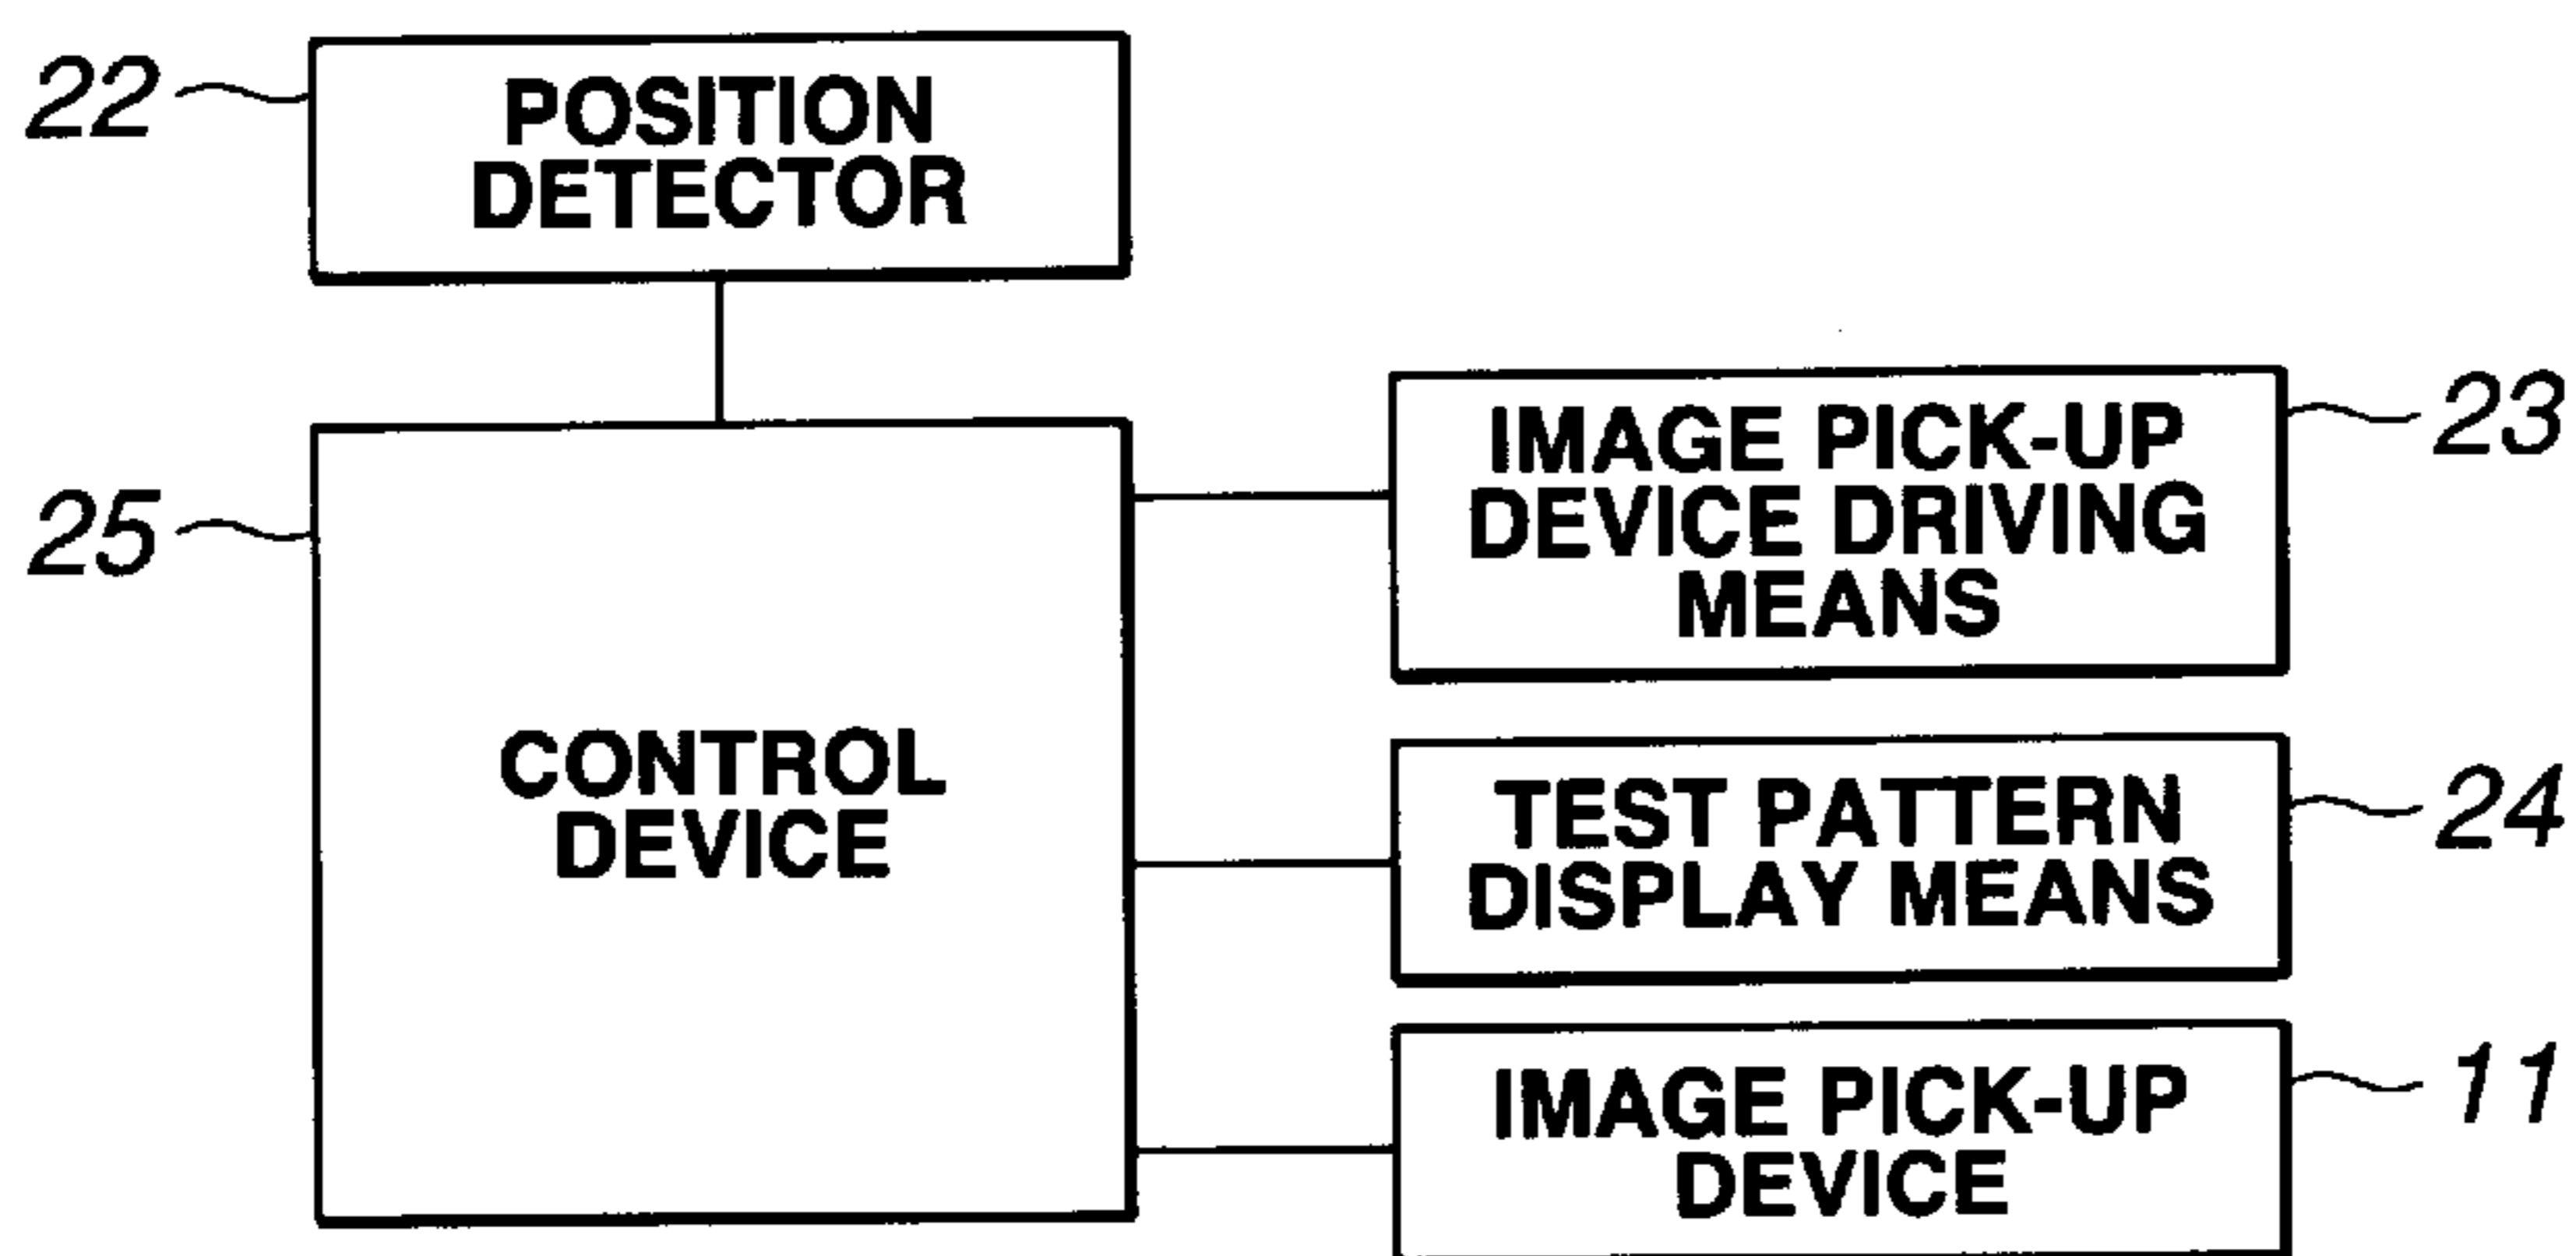 22
POSITION
DETECTOR
25
CONTROL
DEVICE
IMAGE PICK-UP
DEVICE DRIVING
MEANS
23
TEST PATTERN
DISPLAY MEANS
24
IMAGE PICK-UP
DEVICE
11